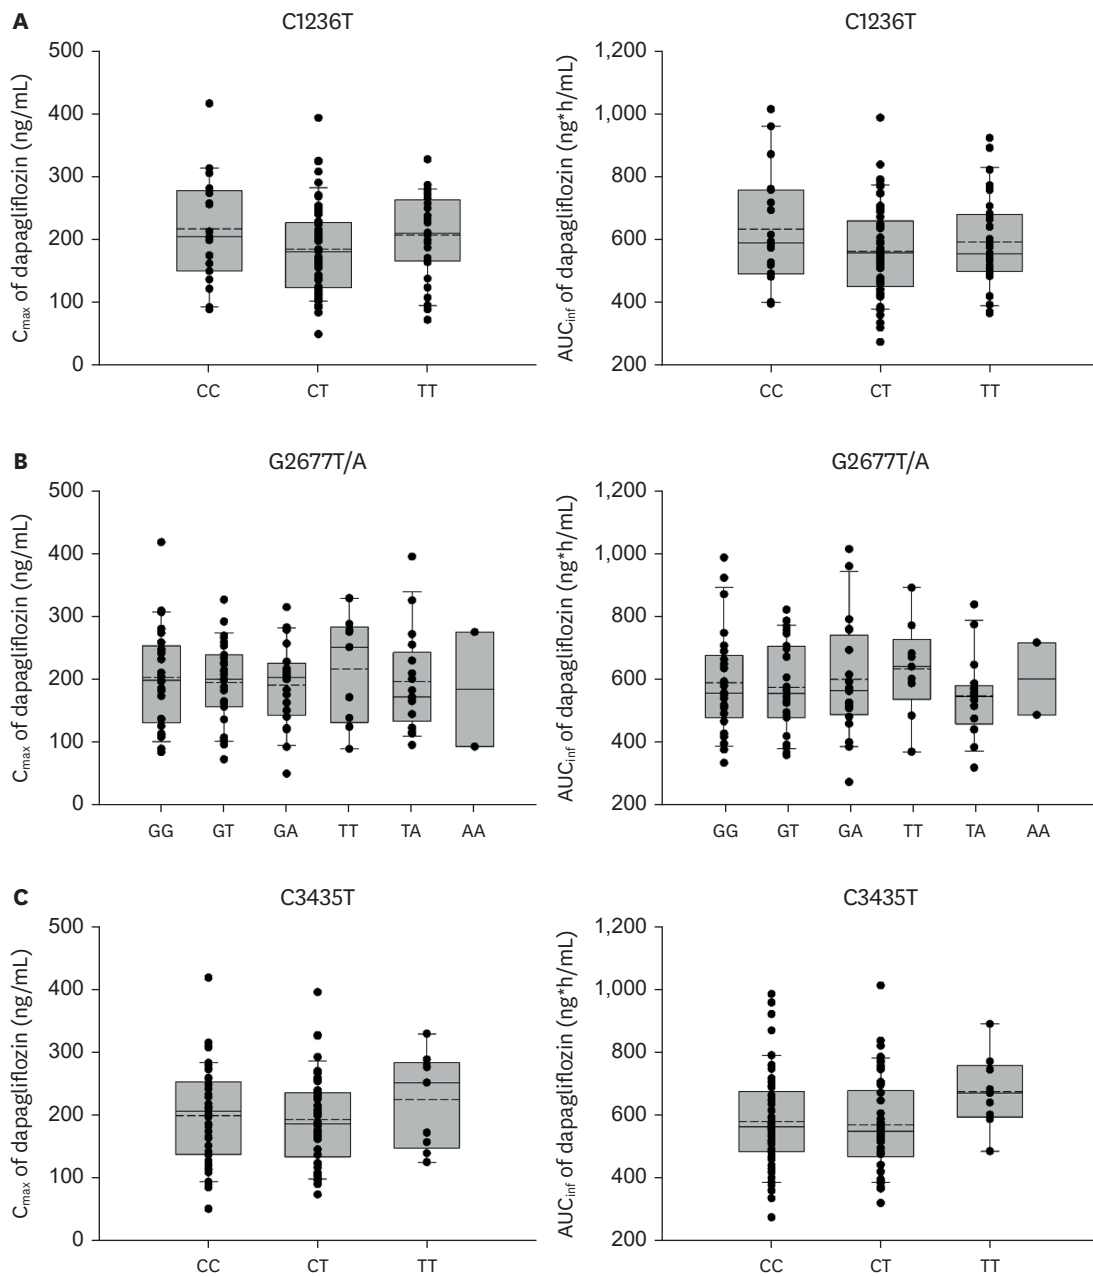 A
C1236T
C1236T
Cmax of dapagliflozin (ng/mL)
500
400
300
200
100
0
CC CT TT
AUCinf of dapagliflozin (ng*h/mL)
1,200
1,000
800
600
400
200
CC CT TT
B
G2677T/A
G2677T/A
Cmax of dapagliflozin (ng/mL)
500
400
300
200
100
0
GG GT GA TT TA AA
AUCinf of dapagliflozin (ng*h/mL)
1,200
1,000
800
600
400
200
GG GT GA TT TA AA
C
C3435T
C3435T
Cmax of dapagliflozin (ng/mL)
500
400
300
200
100
0
CC CT TT
AUCinf of dapagliflozin (ng*h/mL)
1,200
1,000
800
600
400
200
CC CT TT